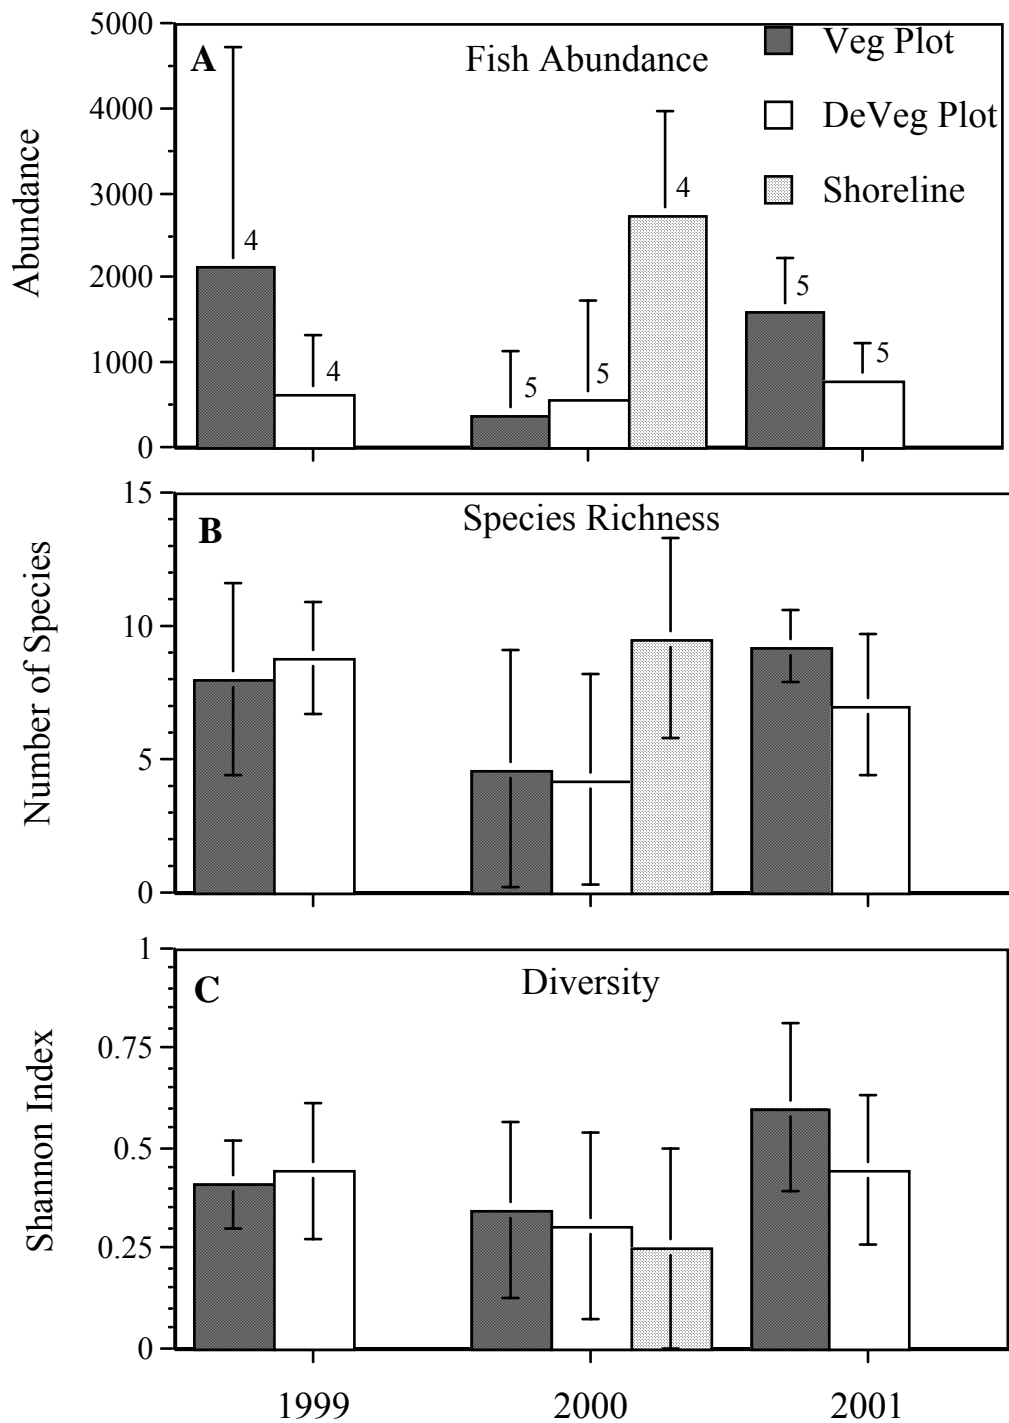 5000
A
Fish Abundance
Veg Plot
4000
DeVeg Plot
3000
Shoreline
Abundance
4
4
2000
5
1000
4
5
5
5
0
15
B
Species Richness
Number of Species
10
5
0
1
C
Diversity
0.75
Shannon Index
0.5
0.25
0
1999
2000
2001